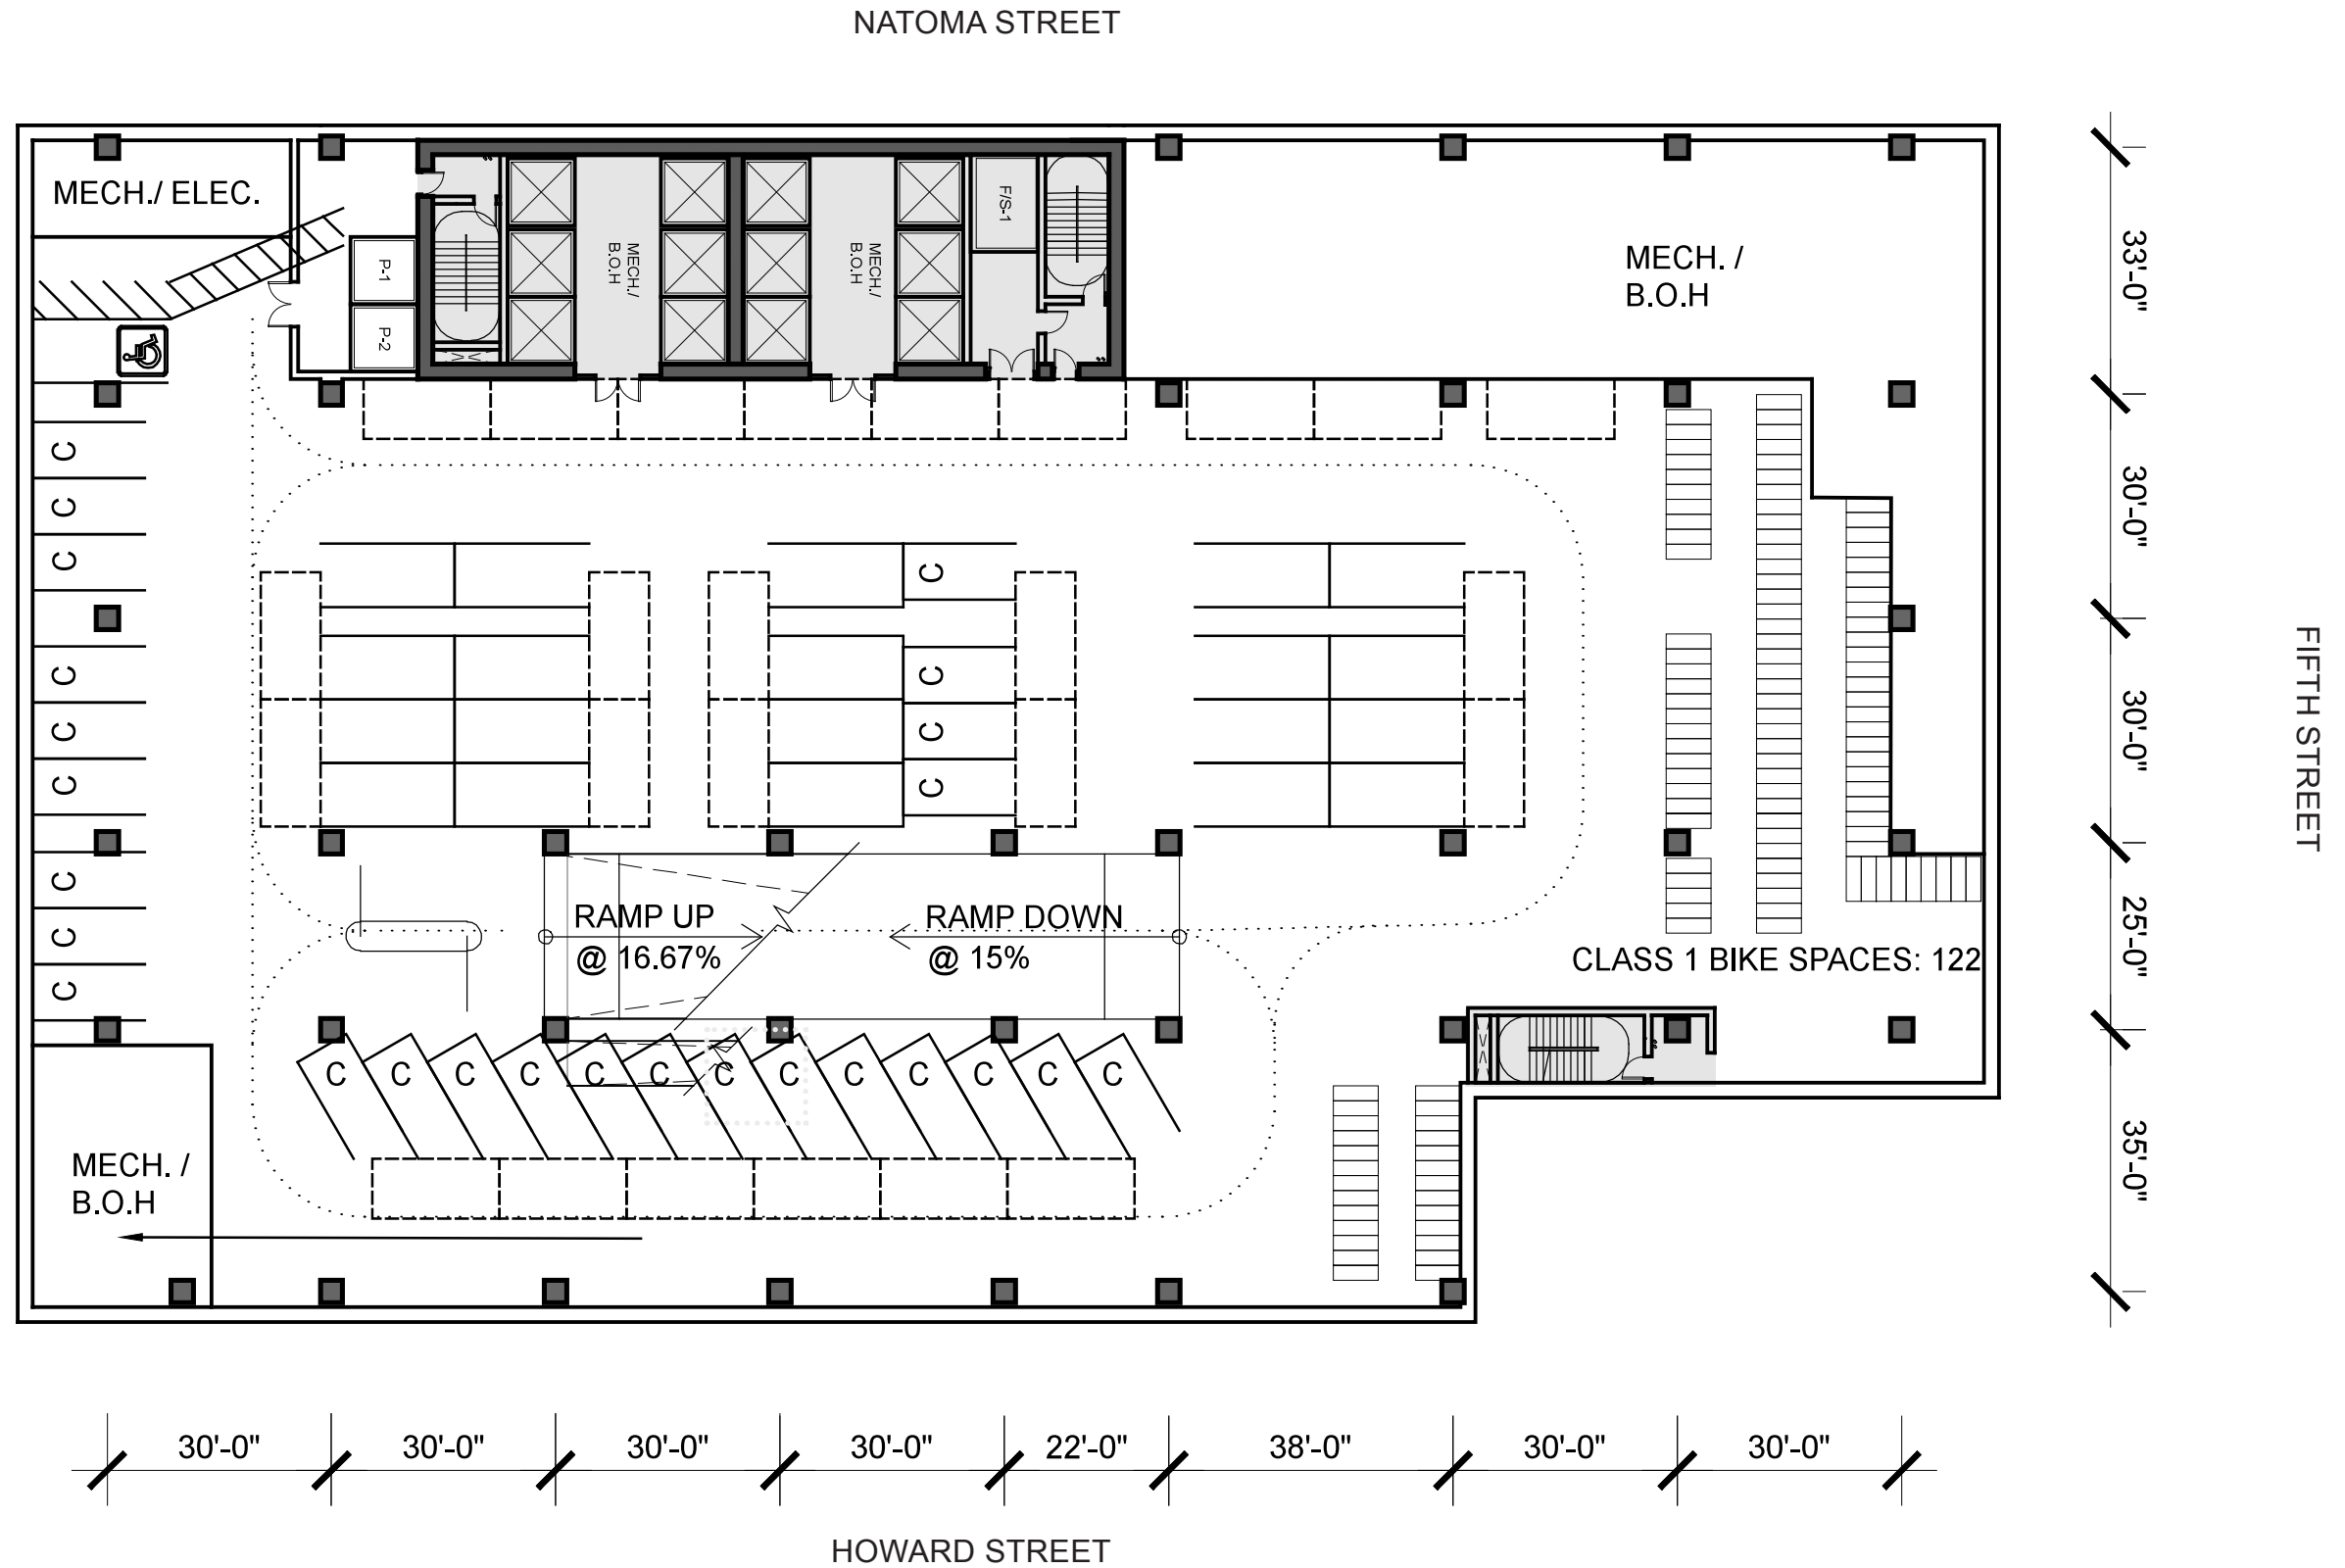 NATOMA STREET
MECH./ ELEC.
P-1
P-2
MECH./
B.O.H
MECH./
B.O.H
F/S-1
MECH. /
B.O.H
33'-0"
30'-0"
30'-0"
25'-0"
35'-0"
FIFTH STREET
C
C
C
C
C
C
C
C
C
C
C
C
C
RAMP UP
@ 16.67%
RAMP DOWN
@ 15%
CLASS 1 BIKE SPACES: 122
C
C
C
C
C
C
C
C
C
C
C
C
C
MECH. /
B.O.H
30'-0"
30'-0"
30'-0"
30'-0"
22'-0"
38'-0"
30'-0"
30'-0"
HOWARD STREET